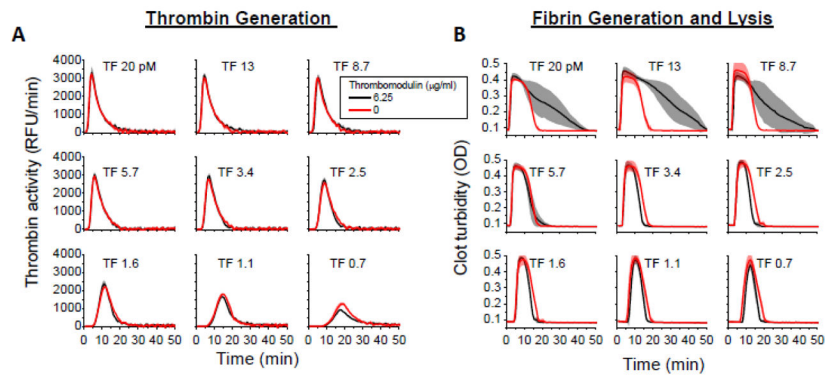 Thrombin Generation
A
Thrombin activity (RFU/min)
4000
3000
2000
1000
0
TF 20 pM
TF 13
TF 8.7
Thrombomodulin (µg/ml)
6.25
0
4000
3000
2000
1000
0
TF 5.7
TF 3.4
TF 2.5
4000
3000
2000
1000
0
TF 1.6
TF 1.1
TF 0.7
0 10 20 30 40 50
0 10 20 30 40 50
0 10 20 30 40 50
Time (min)
Fibrin Generation and Lysis
B
Clot turbidity (OD)
0.5
0.4
0.3
0.2
0.1
TF 20 pM
TF 13
TF 8.7
0.5
0.4
0.3
0.2
0.1
TF 5.7
TF 3.4
TF 2.5
0.5
0.4
0.3
0.2
0.1
TF 1.6
TF 1.1
TF 0.7
0 10 20 30 40 50
0 10 20 30 40 50
0 10 20 30 40 50
Time (min)